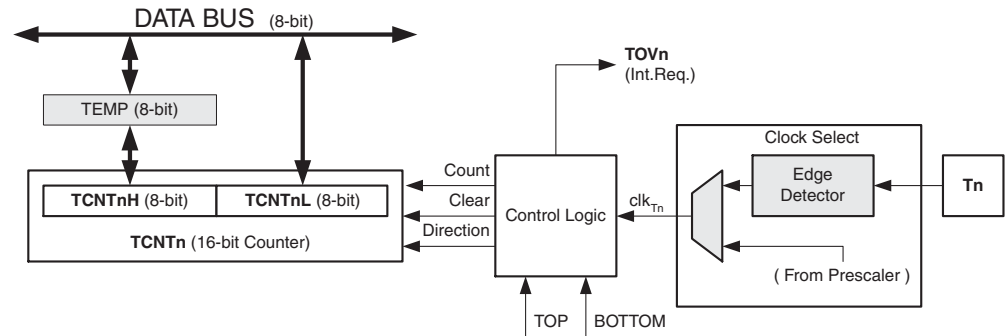 DATA BUS (8-bit)
TEMP (8-bit)
TCNTnH (8-bit) TCNTnL (8-bit)
TCNTn (16-bit Counter)
Count
Clear
Direction
Control Logic
TOVn
(Int.Req.)
TOP
BOTTOM
clkTn
Clock Select
Edge
Detector
( From Prescaler )
Tn